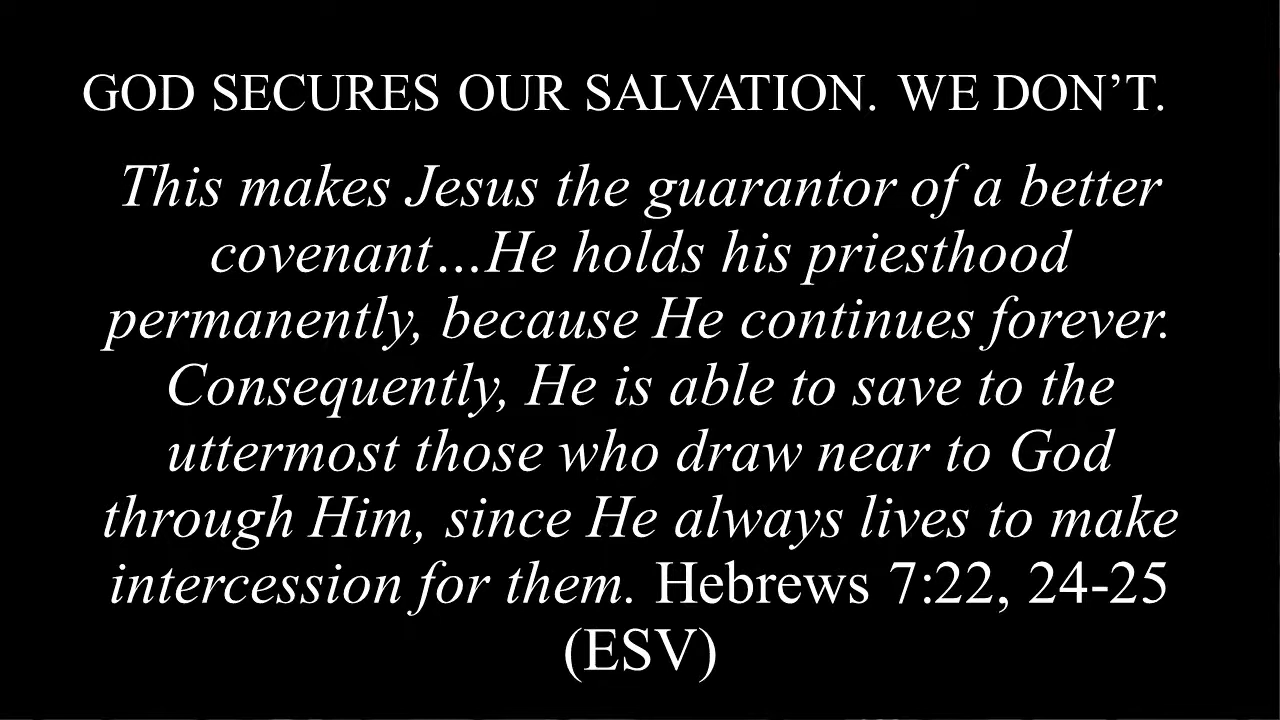 GOD SECURES OUR SALVATION. WE DON’T.
This makes Jesus the guarantor of a better
covenant…He holds his priesthood
permanently, because He continues forever.
Consequently, He is able to save to the
uttermost those who draw near to God
through Him, since He always lives to make
intercession for them. Hebrews 7:22, 24-25
(ESV)